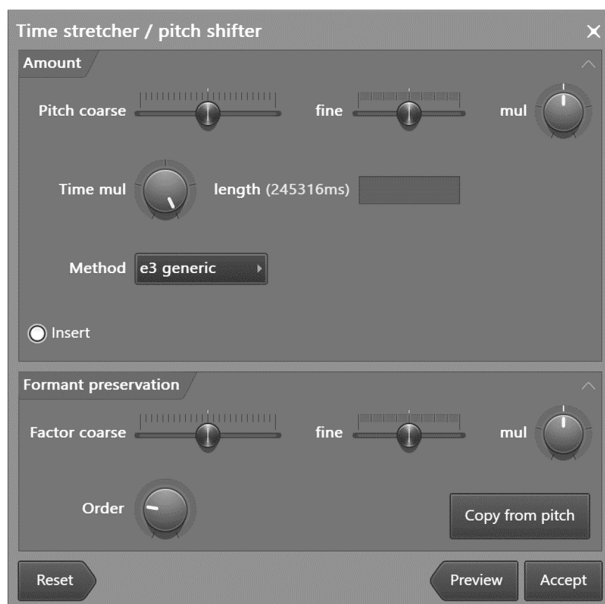 Time stretcher / pitch shifter
Amount
Pitch coarse fine mul
Time mul length (245316ms)
Method e3 generic
Insert
Formant preservation
Factor coarse fine mul
Order Copy from pitch
Reset Preview Accept